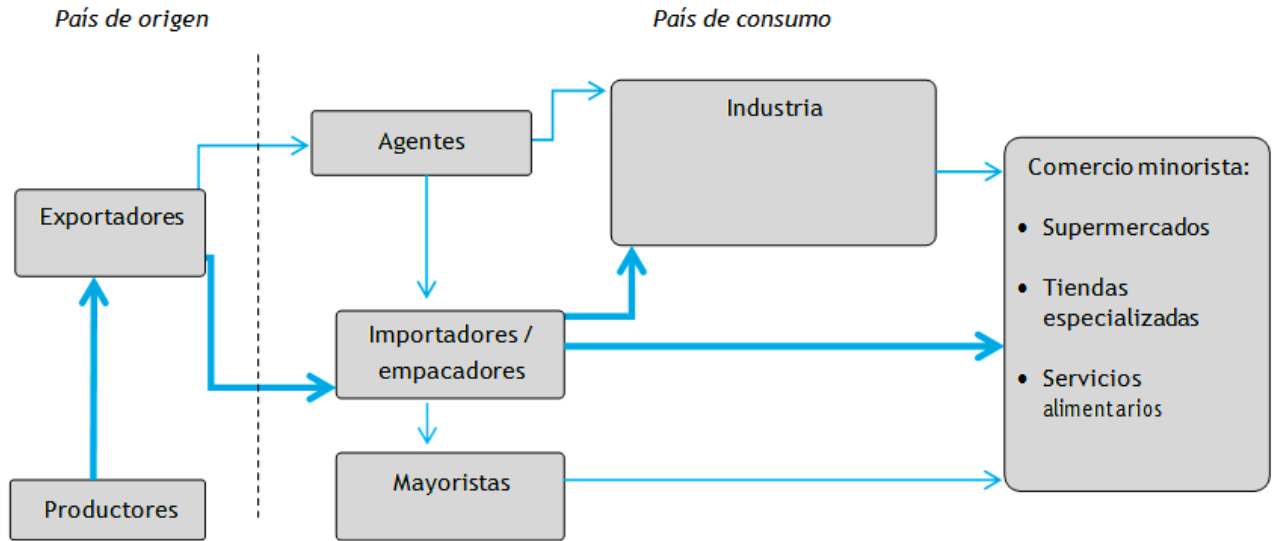 País de origen
País de consumo
Industria
Agentes
Comercio minorista:
Exportadores
• Supermercados
• Tiendas
especializadas
Importadores /
empacadores
• Servicios
alimentarios
Mayoristas
Productores